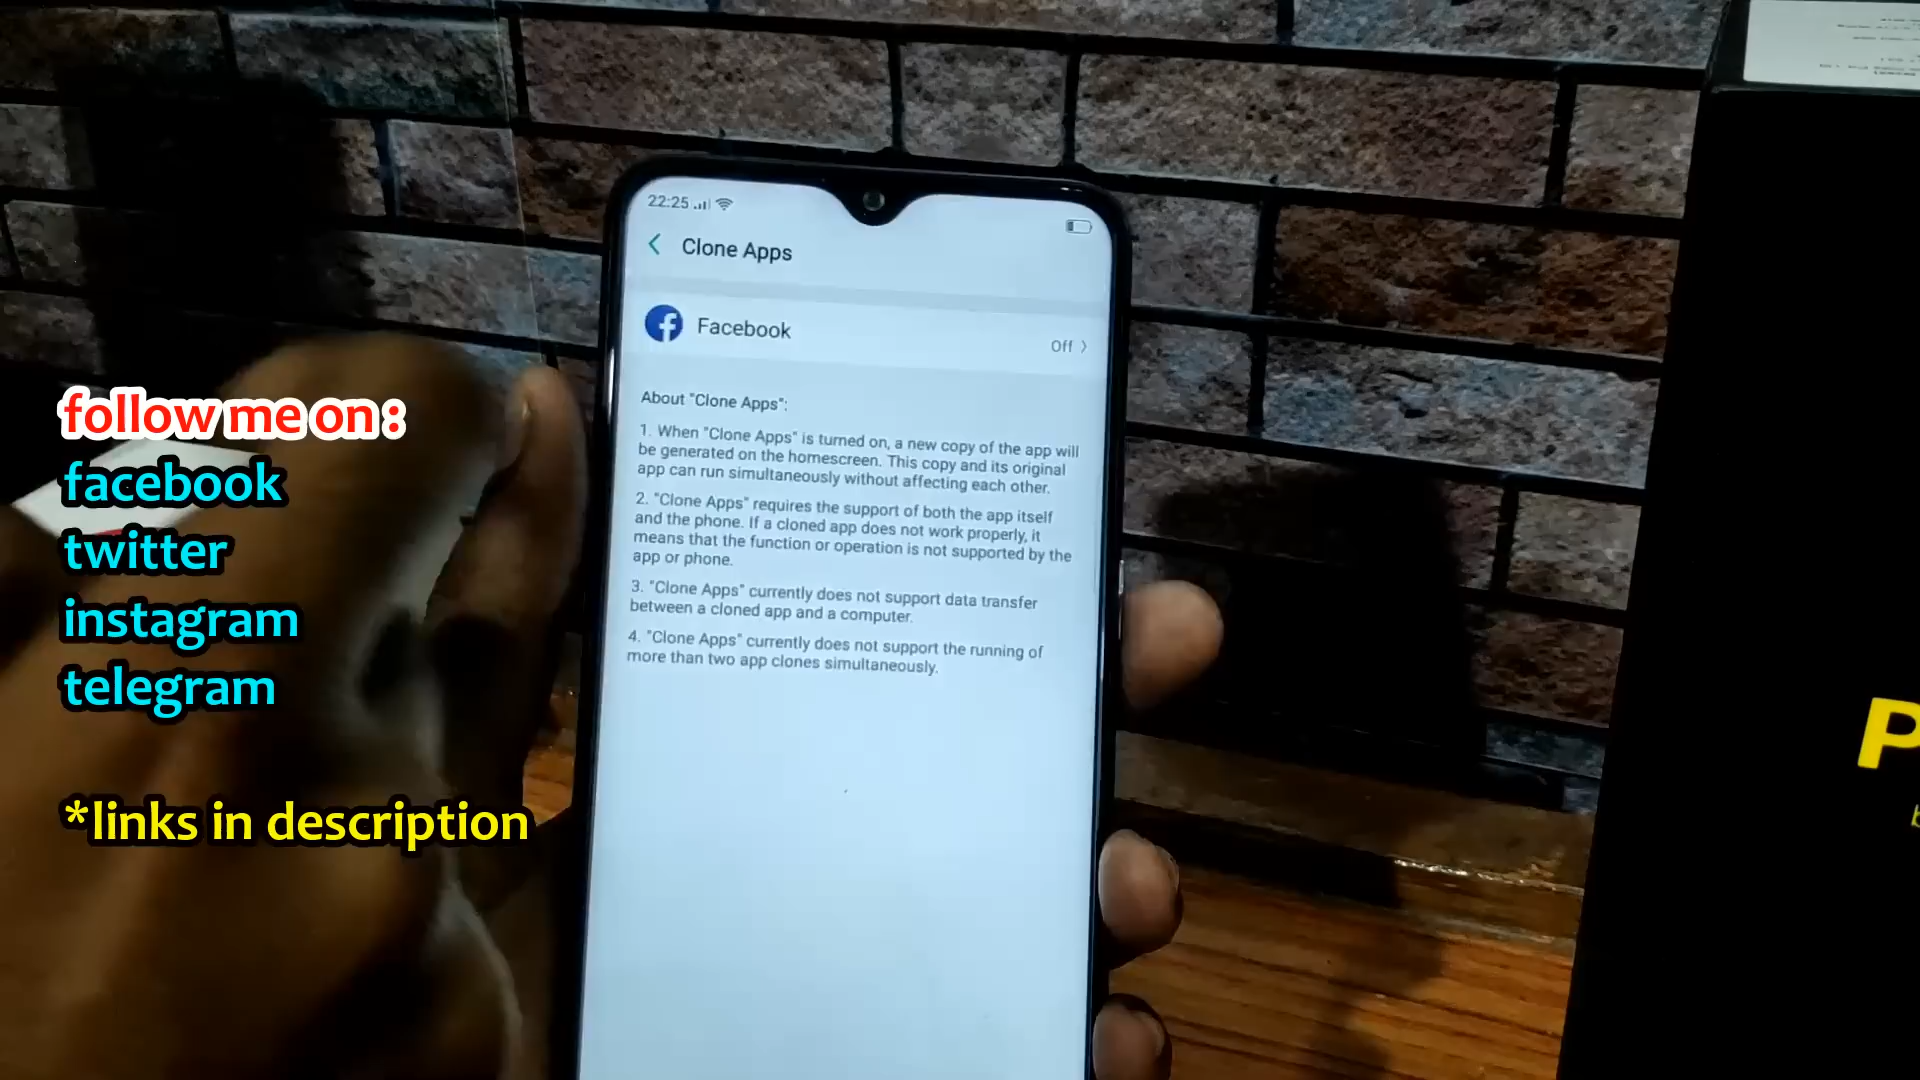 22:25
Clone Apps
Facebook
Off
About "Clone Apps":
1. When "Clone Apps" is turned on, a new copy of the app will
be generated on the homescreen. This copy and its original
app can run simultaneously without affecting each other.
2. "Clone Apps" requires the support of both the app itself
and the phone. If a cloned app does not work properly, it
means that the function or operation is not supported by the
app or phone.
3. "Clone Apps" currently does not support data transfer
between a cloned app and a computer.
4. "Clone Apps" currently does not support the running of
more than two app clones simultaneously.
follow me on :
facebook
twitter
instagram
telegram
*links in description
P